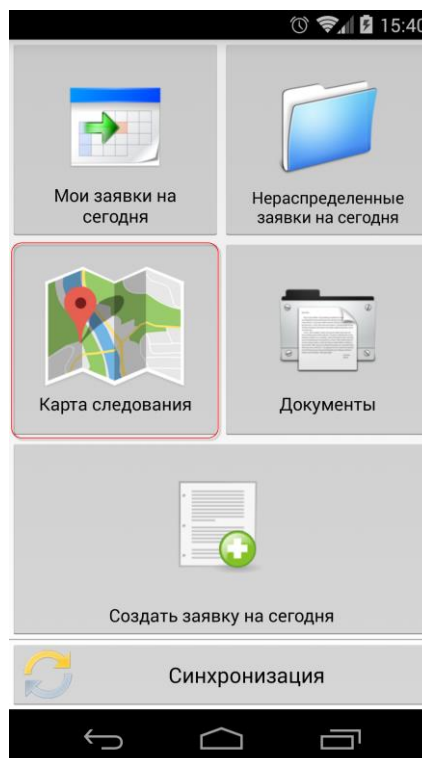 15:40
Мои заявки на
сегодня
Нераспределенные
заявки на сегодня
Карта следования
Документы
Создать заявку на сегодня
Синхронизация